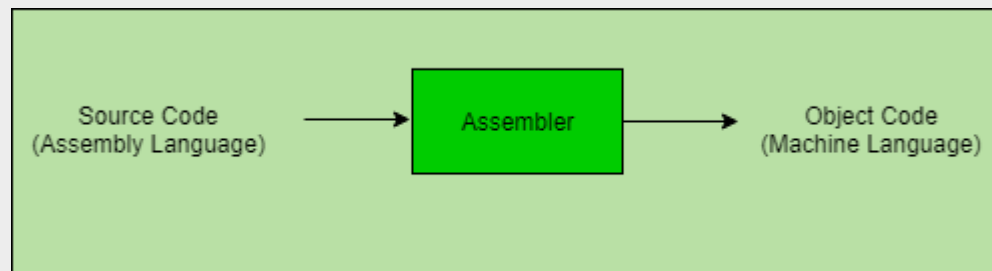 Source Code
(Assembly Language)
Assembler
Object Code
(Machine Language)